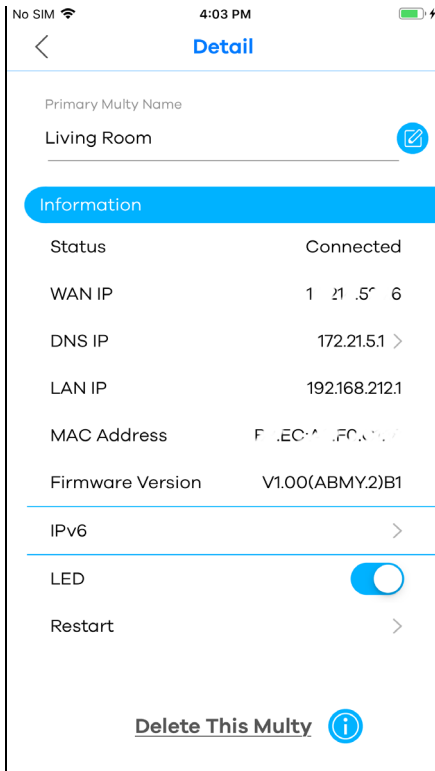 No SIM 4:03 PM
Detail
Primary Multy Name
Living Room
Information
Status Connected
WAN IP
DNS IP 172.21.5.1 >
LAN IP 192.168.212.1
MAC Address
Firmware Version V1.00(ABMY.2)B1
IPv6 >
LED
Restart >
Delete This Multy i